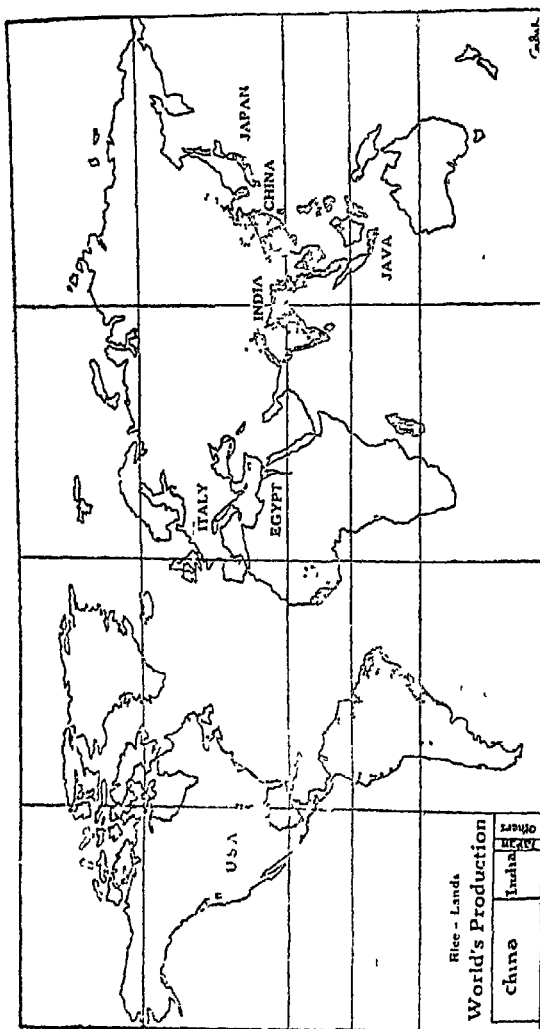 JAPAN
CHINA
INDIA
JAVA
ITALY
EGYPT
USA
Rice - Lands
World's Production
China
India
JAPAN
Others